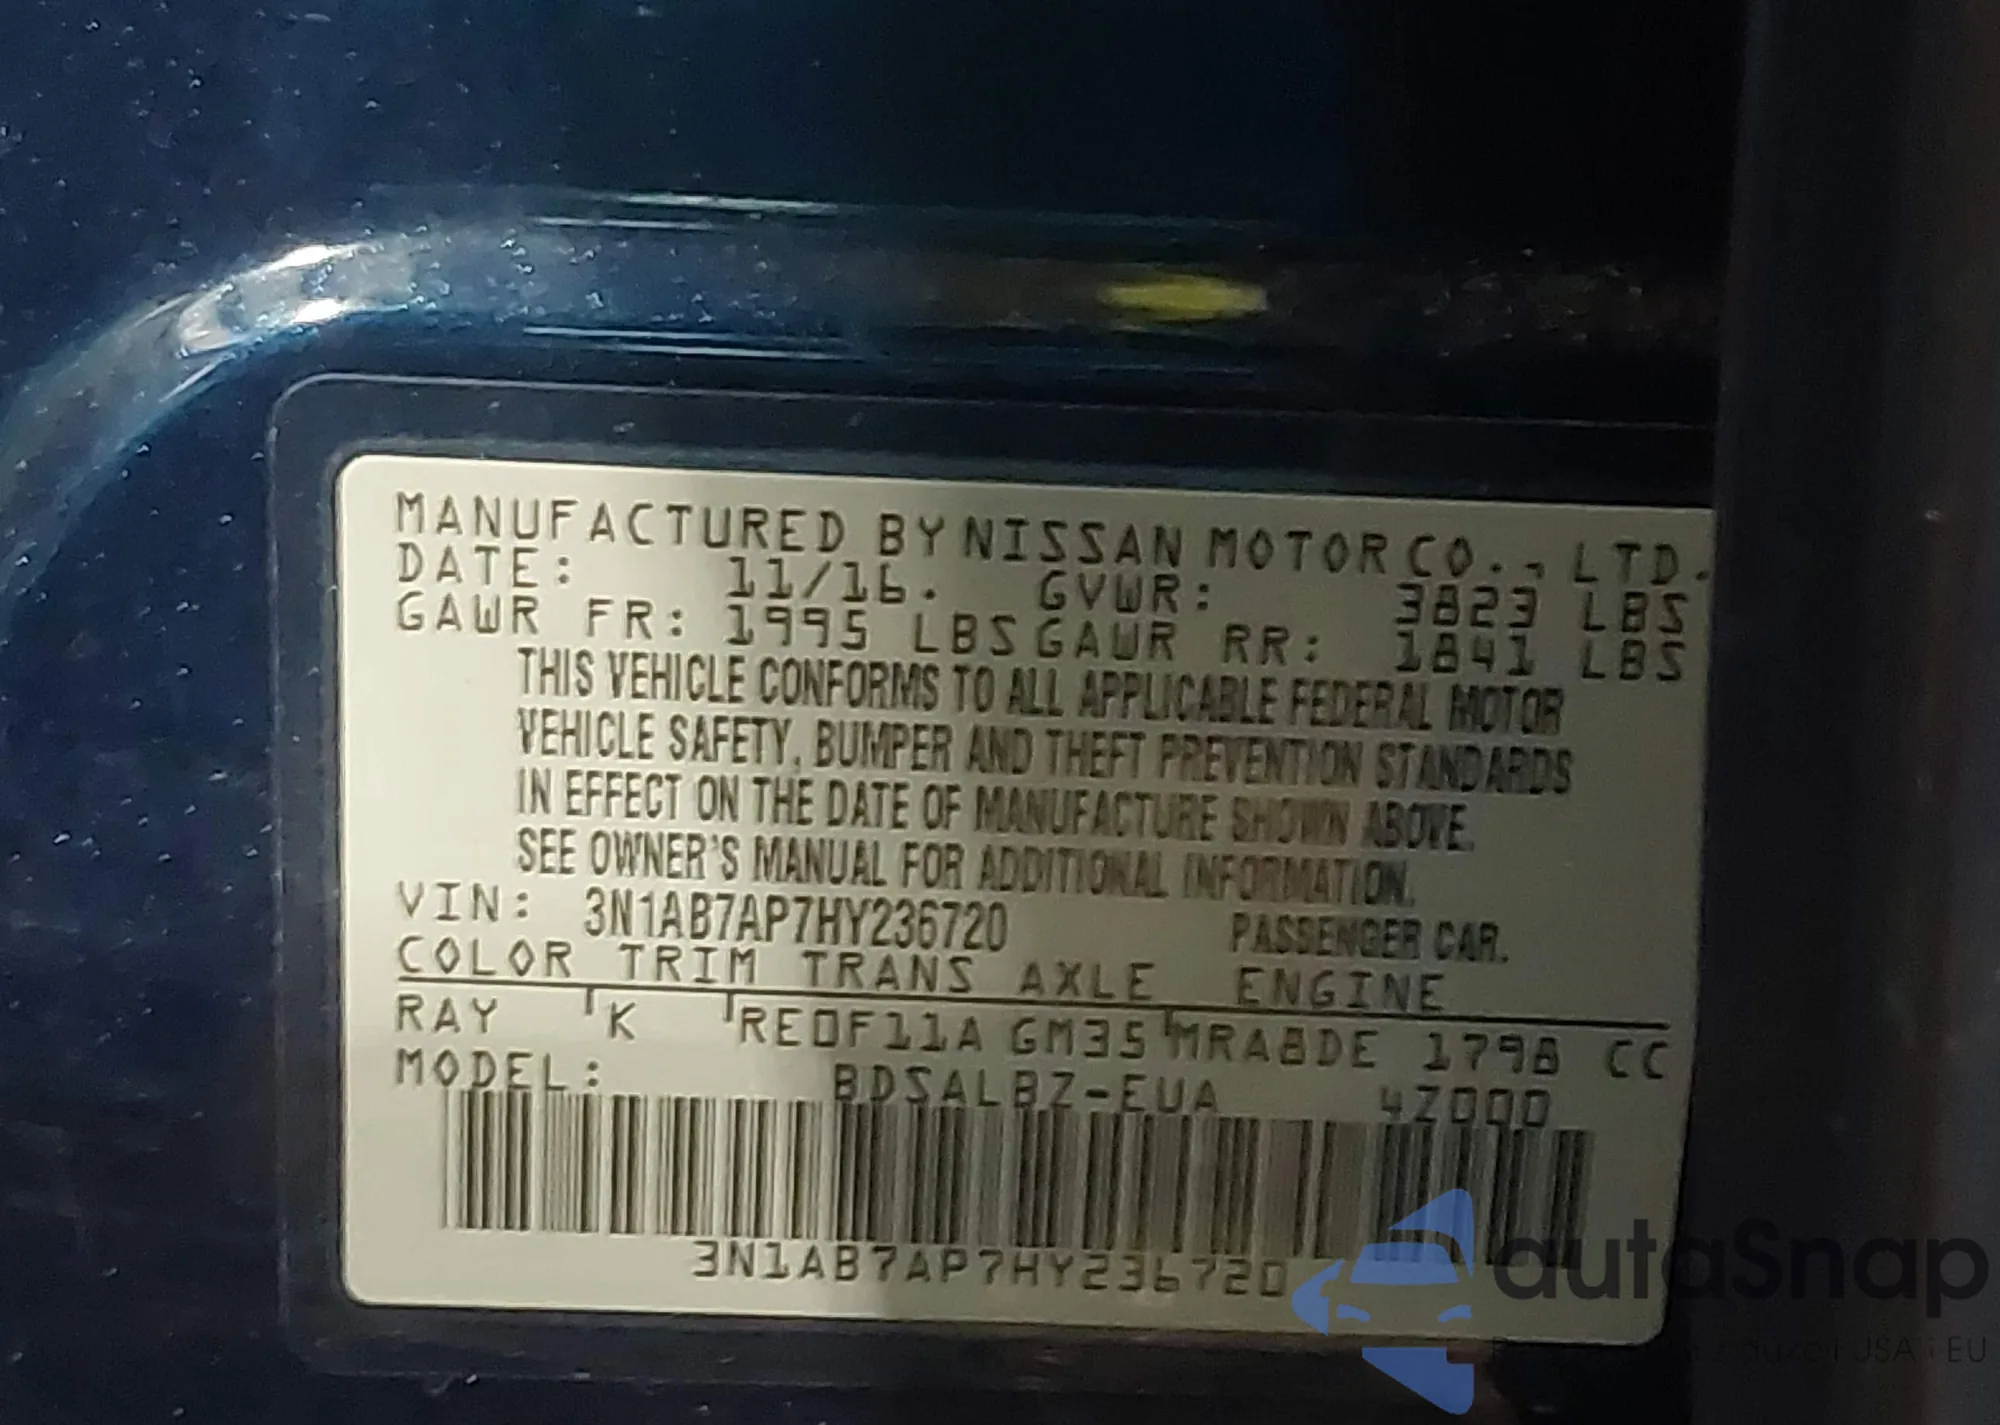 MANUFACTURED BY NISSAN MOTOR CO., LTD.
DATE: 11/16. GVWR: 3823 LBS
GAWR FR: 1995 LBS GAWR RR: 1841 LBS
THIS VEHICLE CONFORMS TO ALL APPLICABLE FEDERAL MOTOR
VEHICLE SAFETY, BUMPER AND THEFT PREVENTION STANDARDS
IN EFFECT ON THE DATE OF MANUFACTURE SHOWN ABOVE.
SEE OWNER'S MANUAL FOR ADDITIONAL INFORMATION.
VIN: 3N1AB7AP7HY236720 PASSENGER CAR.
COLOR TRIM TRANS AXLE ENGINE
RAY K RE0F11A GM35 MRA8DE 1798 CC
MODEL: BDSALBZ-EUA 4Z000
3N1AB7AP7HY236720
autaSnap
USA i EU